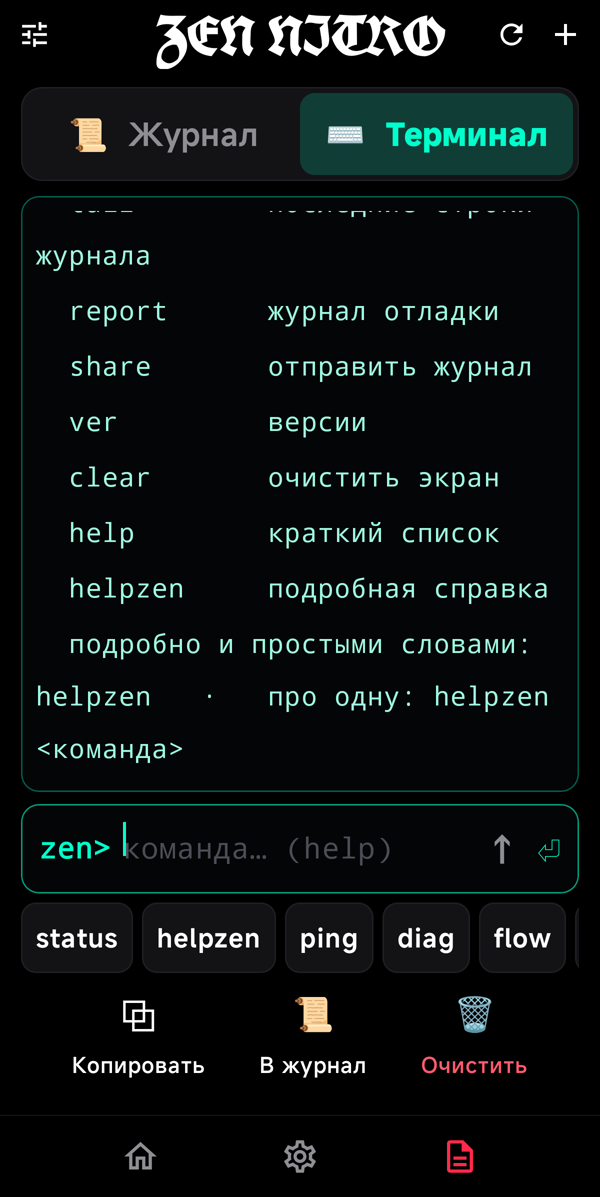 ZEN NITRO
Журнал
Терминал
журнала
report журнал отладки
share отправить журнал
ver версии
clear очистить экран
help краткий список
helpzen подробная справка
подробно и простыми словами:
helpzen · про одну: helpzen
<команда>
zen> команда… (help)
status helpzen ping diag flow
Копировать В журнал Очистить